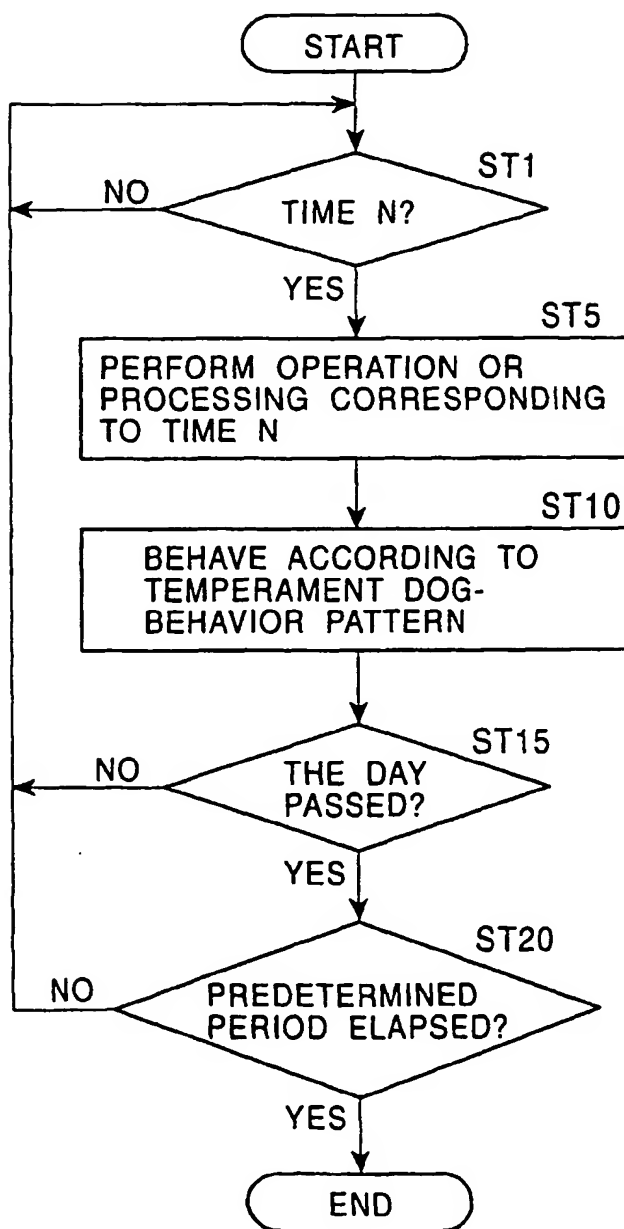 START
ST1
NO
TIME N?
YES
ST5
PERFORM OPERATION OR
PROCESSING CORRESPONDING
TO TIME N
ST10
BEHAVE ACCORDING TO
TEMPERAMENT DOG-
BEHAVIOR PATTERN
ST15
NO
THE DAY
PASSED?
YES
ST20
NO
PREDETERMINED
PERIOD ELAPSED?
YES
END